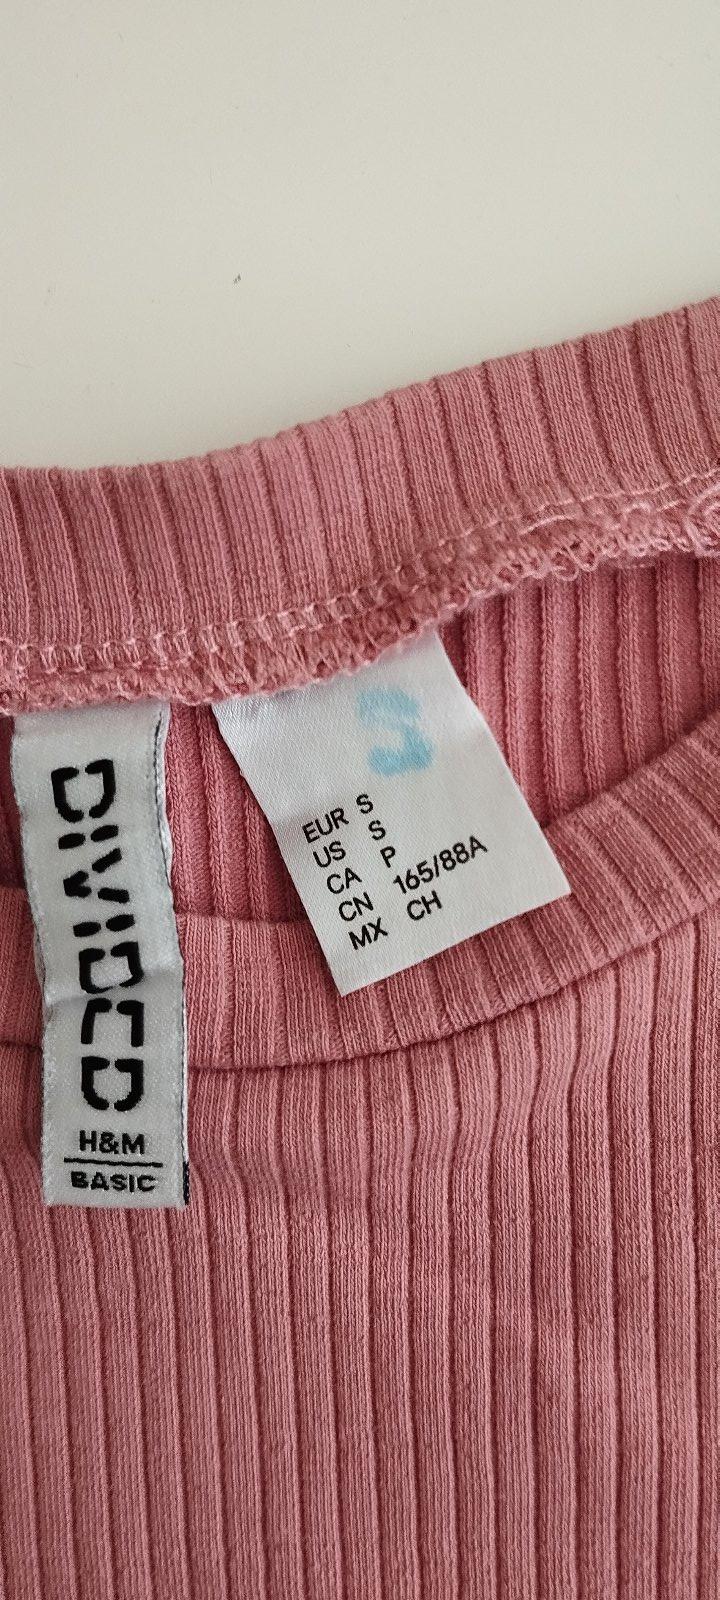 DIVIDED
H&M
BASIC
S
EUR S
US S
CA P
CN 165/88A
MX CH